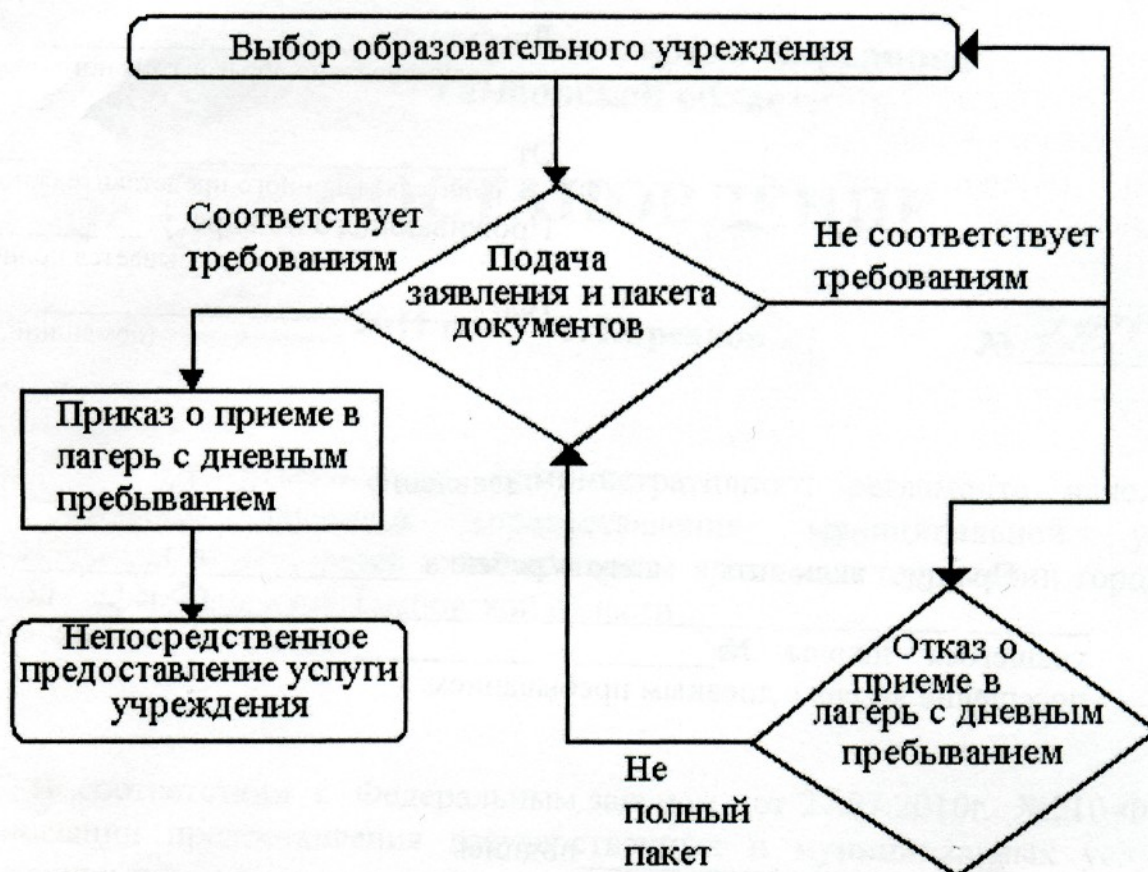 Выбор образовательного учреждения
Соответствует
требованиям
Подача
заявления и пакета
документов
Не соответствует
требованиям
Приказ о приеме в
лагерь с дневным
пребыванием
Непосредственное
предоставление услуги
учреждения
Отказ о
приеме в
лагерь с дневным
пребыванием
Не
полный
пакет